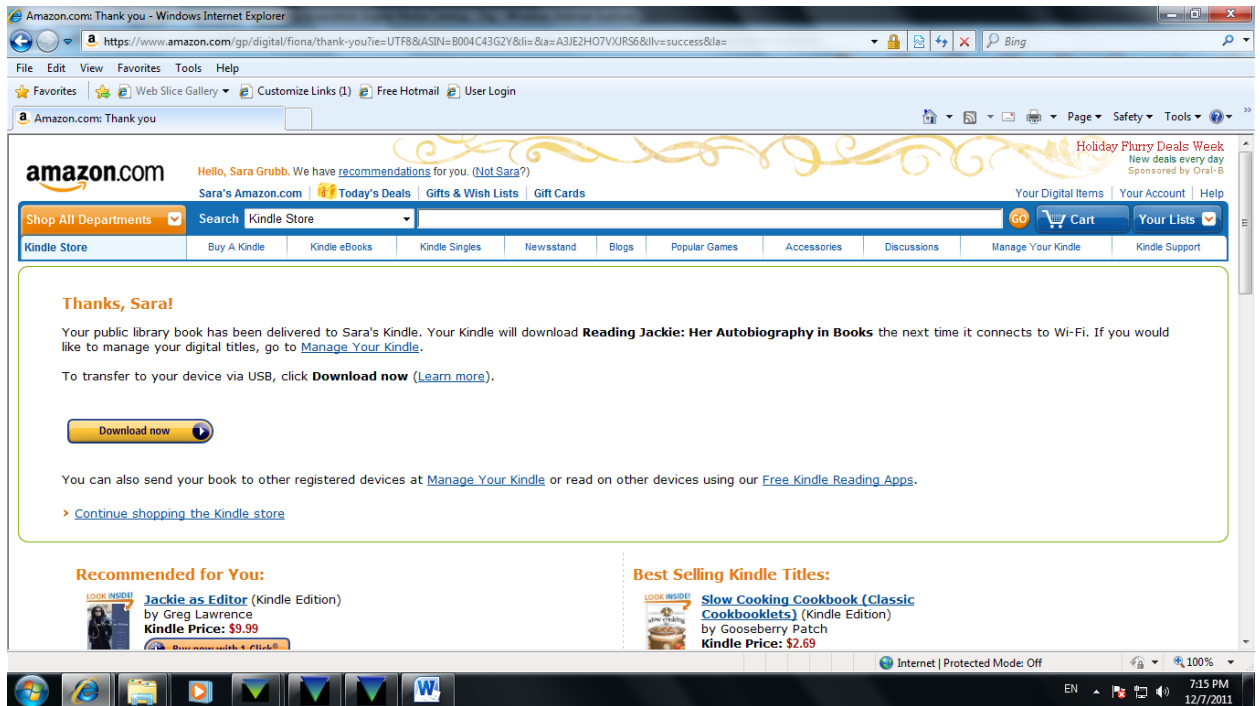 Amazon.com: Thank you - Windows Internet Explorer
https://www.amazon.com/gp/digital/fiona/thank-you?ie=UTF8&ASIN=B004C43G2Y&li=&a=A3JE2HO7VXJRS6&llv=success&la=
Bing
File Edit View Favorites Tools Help
Favorites Web Slice Gallery Customize Links (1) Free Hotmail User Login
Amazon.com: Thank you
Page Safety Tools
Holiday Flurry Deals Week
New deals every day
Sponsored by Oral-B
amazon.com
Hello, Sara Grubb. We have recommendations for you. (Not Sara?)
Sara's Amazon.com | Today's Deals | Gifts & Wish Lists | Gift Cards
Your Digital Items | Your Account | Help
Shop All Departments Search Kindle Store GO Cart Your Lists
Kindle Store Buy A Kindle Kindle eBooks Kindle Singles Newsstand Blogs Popular Games Accessories Discussions Manage Your Kindle Kindle Support
Thanks, Sara!
Your public library book has been delivered to Sara's Kindle. Your Kindle will download Reading Jackie: Her Autobiography in Books the next time it connects to Wi-Fi. If you would
like to manage your digital titles, go to Manage Your Kindle.
To transfer to your device via USB, click Download now (Learn more).
Download now
You can also send your book to other registered devices at Manage Your Kindle or read on other devices using our Free Kindle Reading Apps.
Continue shopping the Kindle store
Recommended for You:
LOOK INSIDE!
Jackie as Editor (Kindle Edition)
by Greg Lawrence
Kindle Price: $9.99
Buy now with 1-Click®
Best Selling Kindle Titles:
LOOK INSIDE!
slow cooking
Slow Cooking Cookbook (Classic
Cookbooklets) (Kindle Edition)
by Gooseberry Patch
Kindle Price: $2.69
Internet | Protected Mode: Off 100%
EN 7:15 PM
12/7/2011